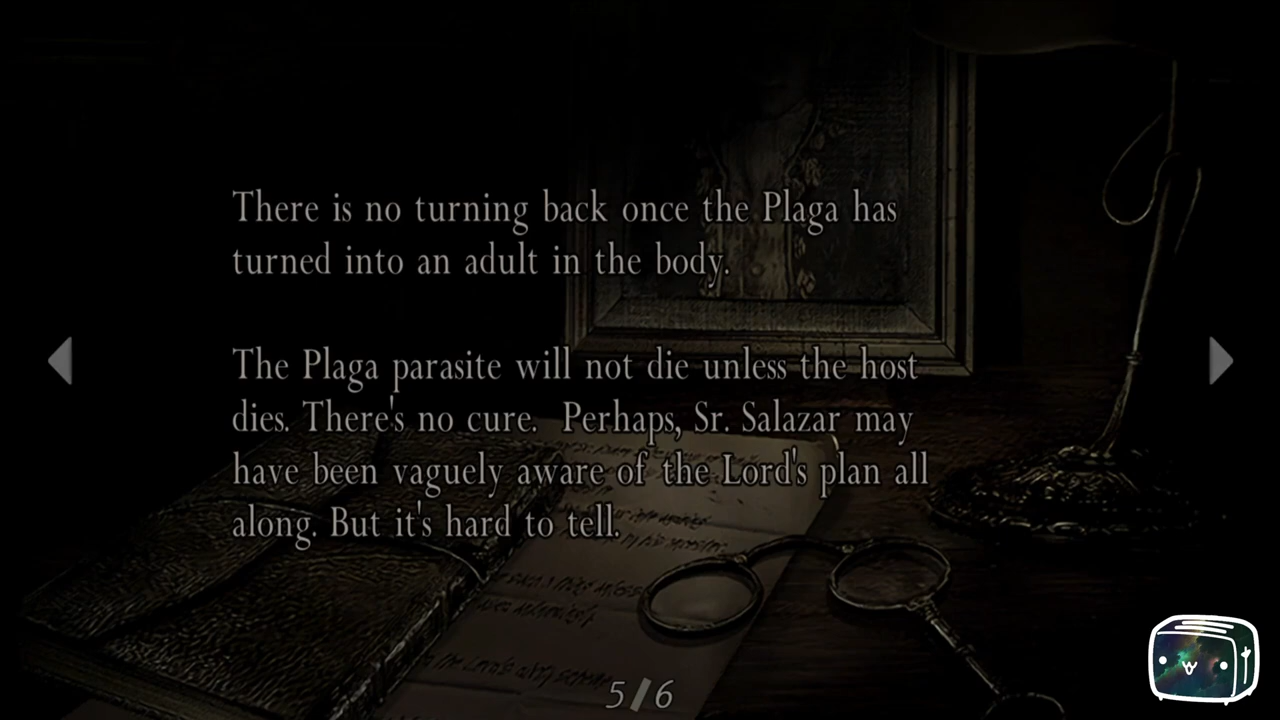 There is no turning back once the Plaga has
turned into an adult in the body.
The Plaga parasite will not die unless the host
dies. There's no cure.  Perhaps, Sr. Salazar may
have been vaguely aware of the Lord's plan all
along. But it's hard to tell.
5/6